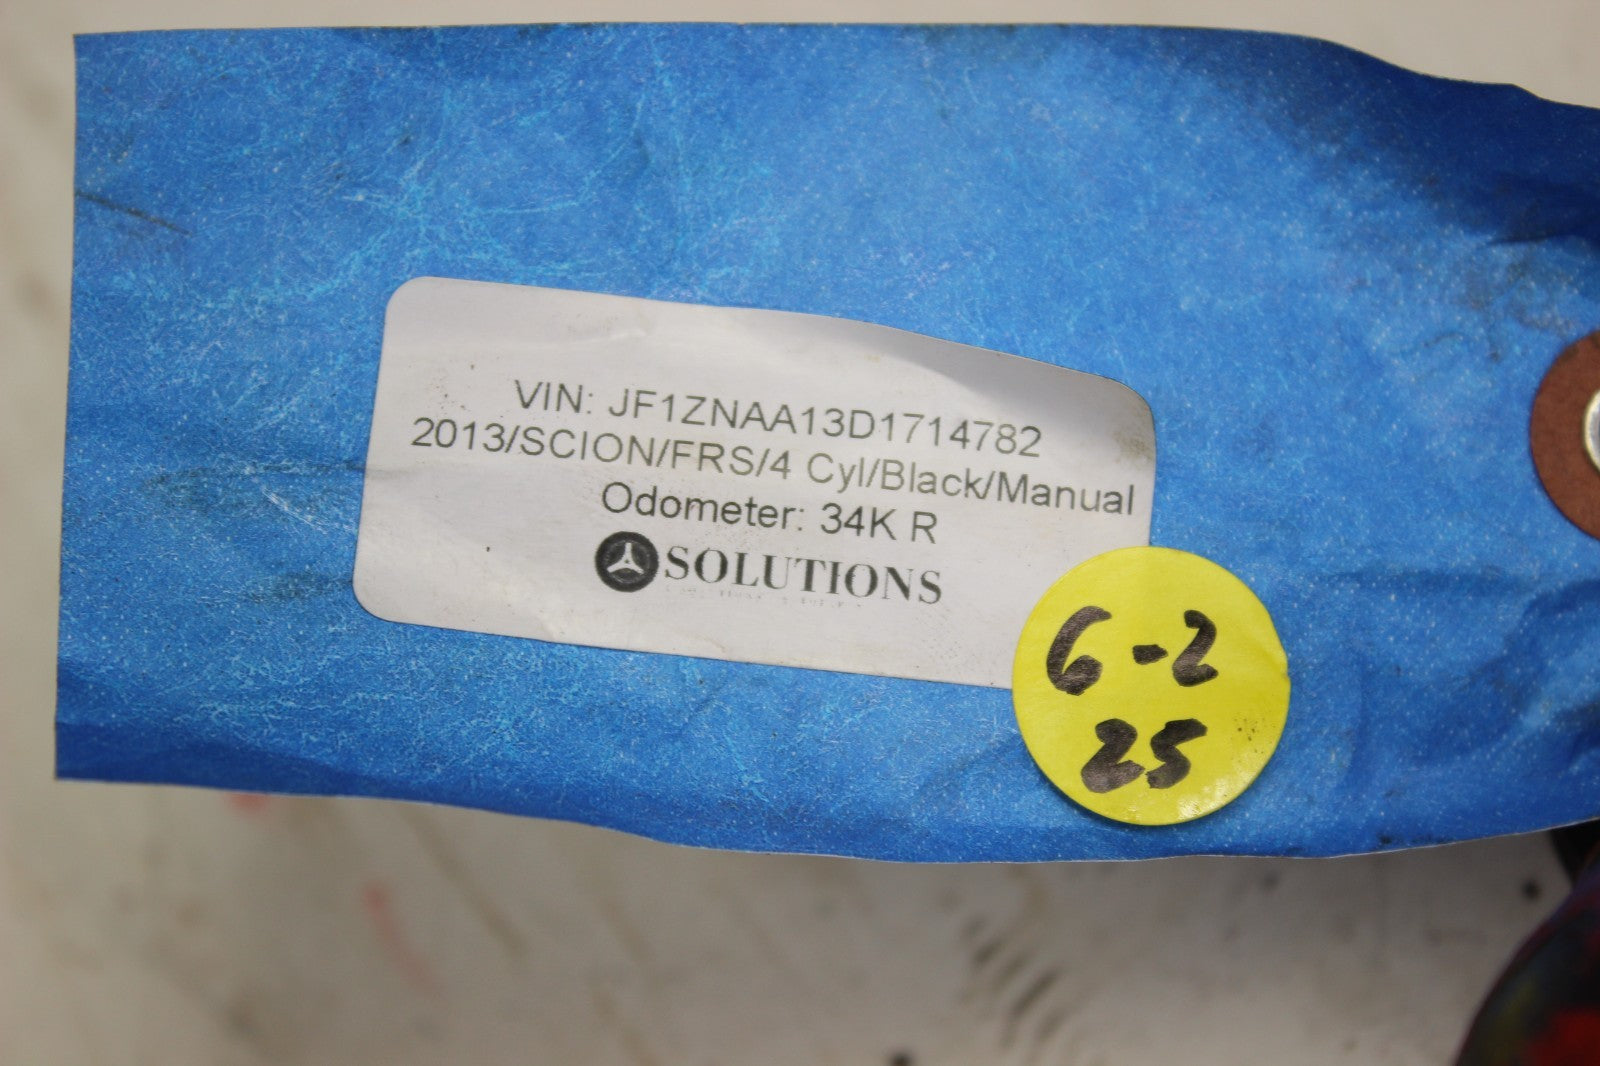 VIN: JF1ZNAA13D1714782
2013/SCION/FRS/4 Cyl/Black/Manual
Odometer: 34K R
SOLUTIONS
6-2
25